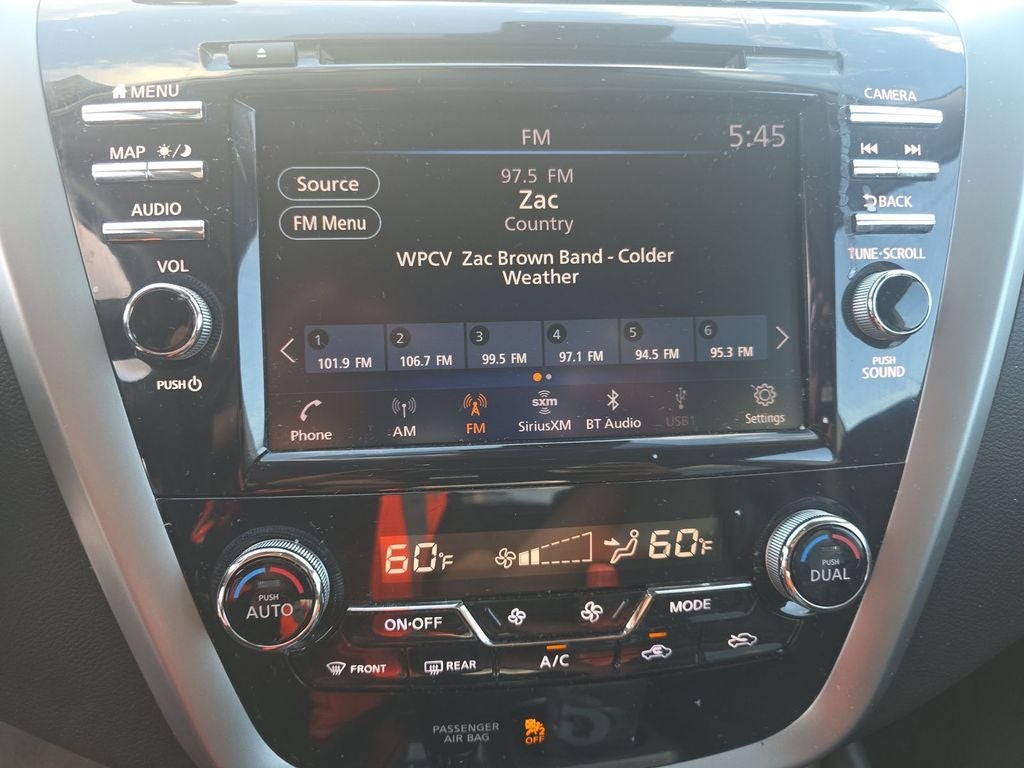 MENU
CAMERA
FM
5:45
MAP
AUDIO
BACK
VOL
TUNE·SCROLL
PUSH
PUSH
SOUND
Source
FM Menu
97.5 FM
Zac
Country
WPCV Zac Brown Band - Colder
Weather
1 2 3 4 5 6
101.9 FM 106.7 FM 99.5 FM 97.1 FM 94.5 FM 95.3 FM
sxm
Phone AM FM SiriusXM BT Audio USB1 Settings
60°F 60°F
PUSH
AUTO
PUSH
DUAL
ON·OFF
MODE
FRONT
REAR
A/C
PASSENGER
AIR BAG
2
OFF